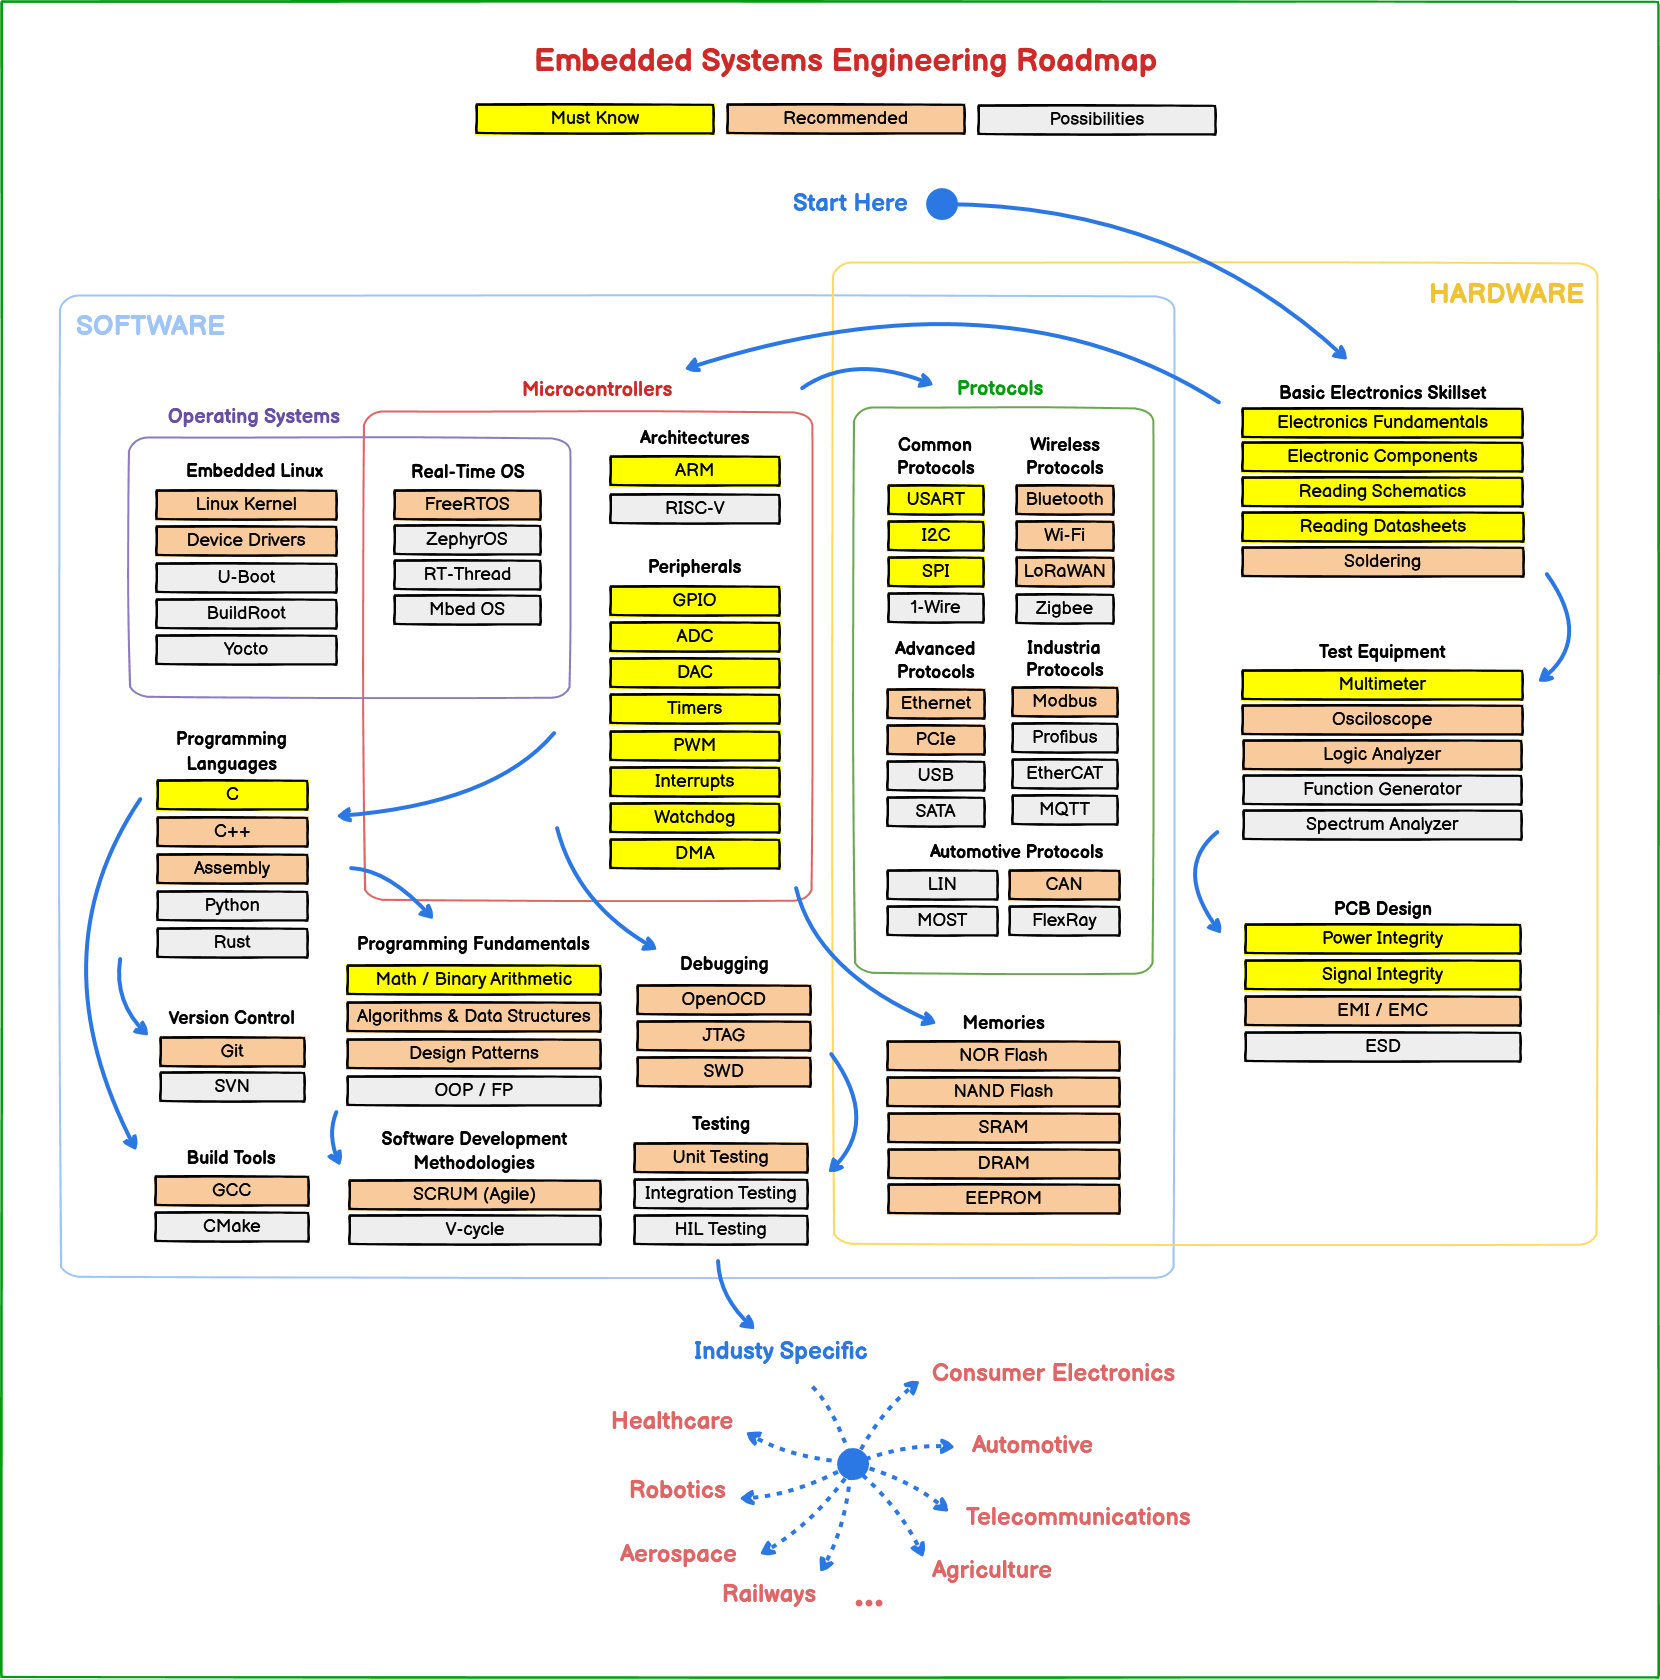 Embedded Systems Engineering Roadmap
Must Know
Recommended
Possibilities
Start Here
HARDWARE
SOFTWARE
Operating Systems
Embedded Linux
Linux Kernel
Device Drivers
U-Boot
BuildRoot
Yocto
Real-Time OS
FreeRTOS
ZephyrOS
RT-Thread
Mbed OS
Microcontrollers
Architectures
ARM
RISC-V
Peripherals
GPIO
ADC
DAC
Timers
PWM
Interrupts
Watchdog
DMA
Protocols
Common
Protocols
USART
I2C
SPI
1-Wire
Wireless
Protocols
Bluetooth
Wi-Fi
LoRaWAN
Zigbee
Advanced
Protocols
Ethernet
PCIe
USB
SATA
Industria
Protocols
Modbus
Profibus
EtherCAT
MQTT
Automotive Protocols
LIN
CAN
MOST
FlexRay
Basic Electronics Skillset
Electronics Fundamentals
Electronic Components
Reading Schematics
Reading Datasheets
Soldering
Test Equipment
Multimeter
Osciloscope
Logic Analyzer
Function Generator
Spectrum Analyzer
PCB Design
Power Integrity
Signal Integrity
EMI / EMC
ESD
Programming
Languages
C
C++
Assembly
Python
Rust
Version Control
Git
SVN
Build Tools
GCC
CMake
Programming Fundamentals
Math / Binary Arithmetic
Algorithms & Data Structures
Design Patterns
OOP / FP
Software Development
Methodologies
SCRUM (Agile)
V-cycle
Debugging
OpenOCD
JTAG
SWD
Testing
Unit Testing
Integration Testing
HIL Testing
Memories
NOR Flash
NAND Flash
SRAM
DRAM
EEPROM
Industy Specific
Consumer Electronics
Healthcare
Automotive
Robotics
Telecommunications
Aerospace
Agriculture
Railways
...